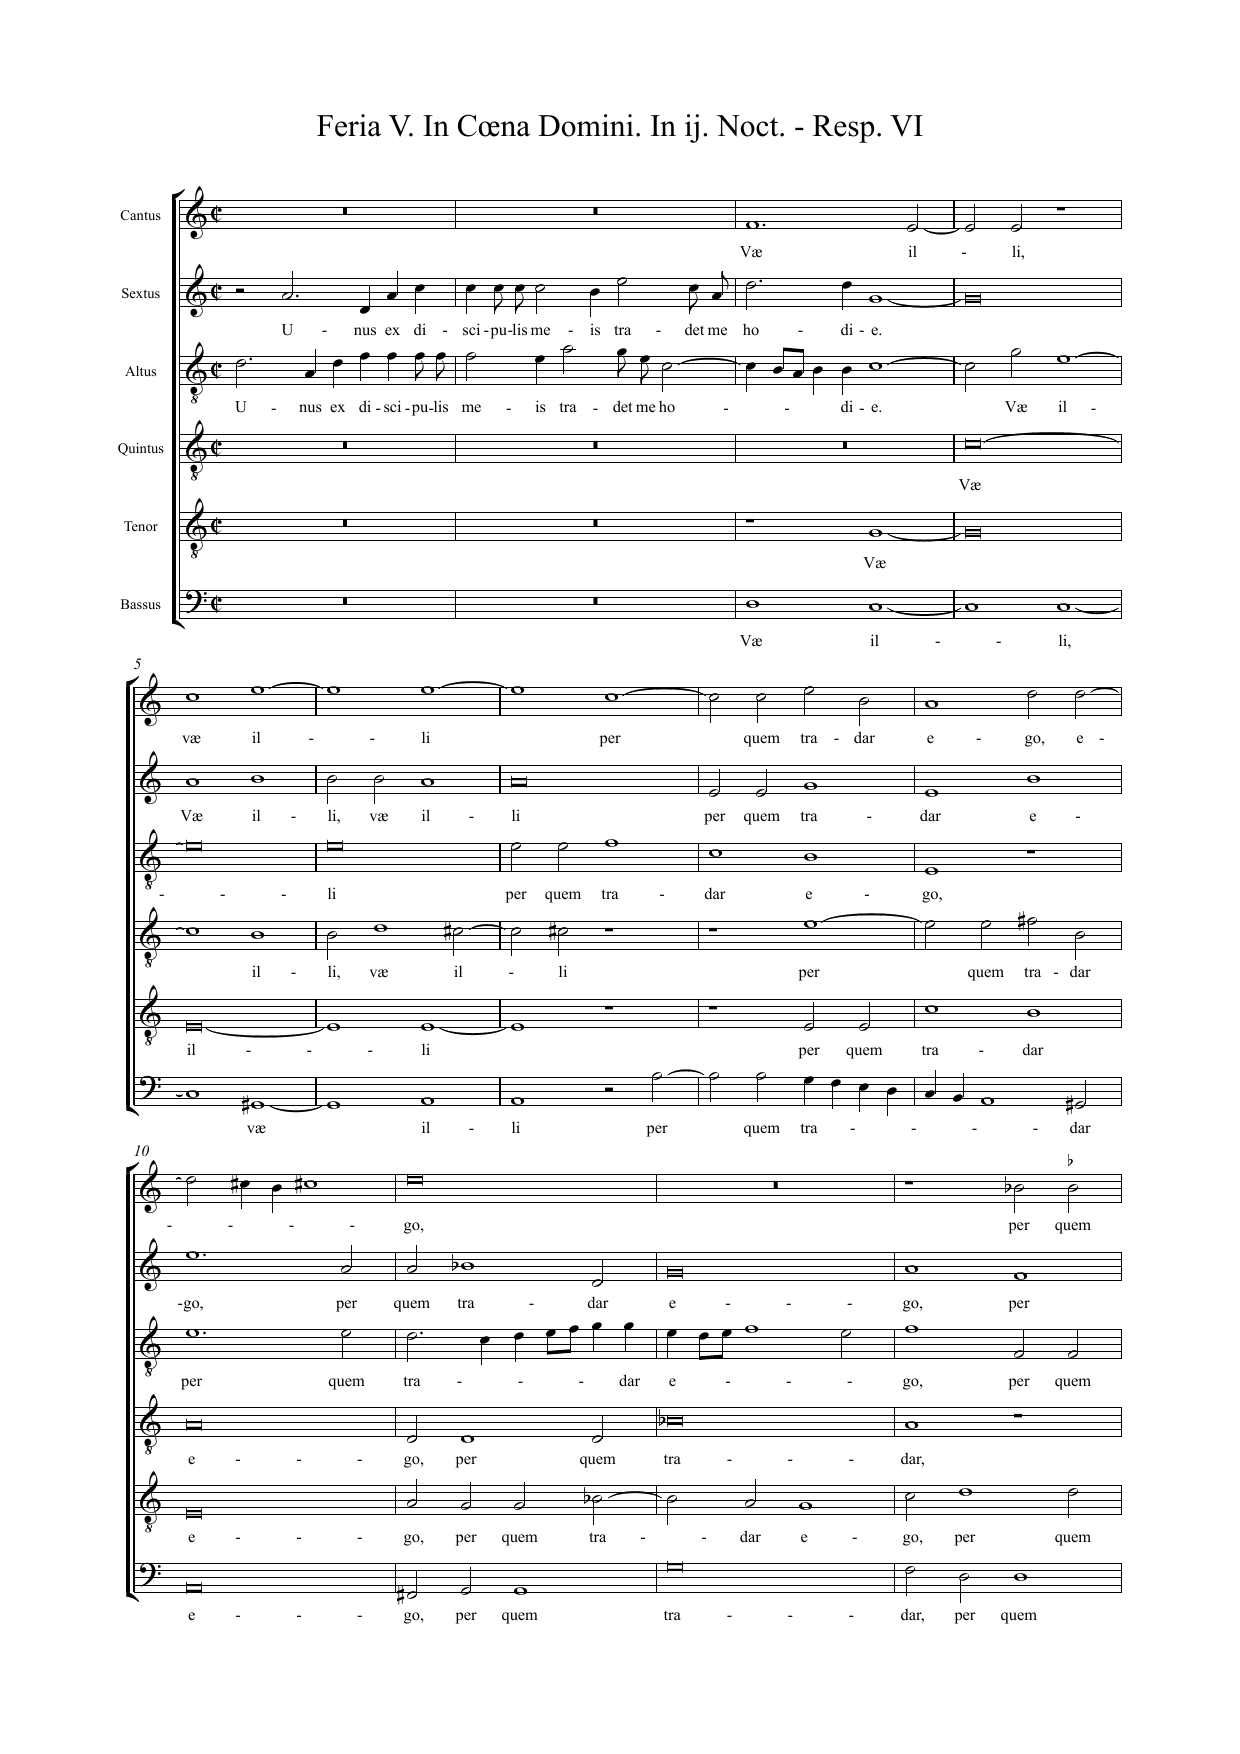 Feria V. In Cœna Domini. In ij. Noct. - Resp. VI
Cantus
Væ il - li,
Sextus
U - nus ex di - sci - pu - lis me - is tra - det me ho - di - e.
Altus
U - nus ex di - sci - pu - lis me - is tra - det me ho - - di - e. Væ il -
Quintus
Væ
Tenor
Væ
Bassus
Væ il - - li,
5
væ il - - li per quem tra - dar e - go, e -
Væ il - li, væ il - li per quem tra - dar e -
- - li per quem tra - dar e - go,
il - li, væ il - li per quem tra - dar
il - - - li per quem tra - dar
væ il - li per quem tra - - - - dar
10
- - - - go, per quem
-go, per quem tra - dar e - - - go, per
per quem tra - - - dar e - - - go, per quem
e - - - go, per quem tra - - - dar,
e - - - go, per quem tra - - dar e - go, per quem
e - - - go, per quem tra - - - dar, per quem